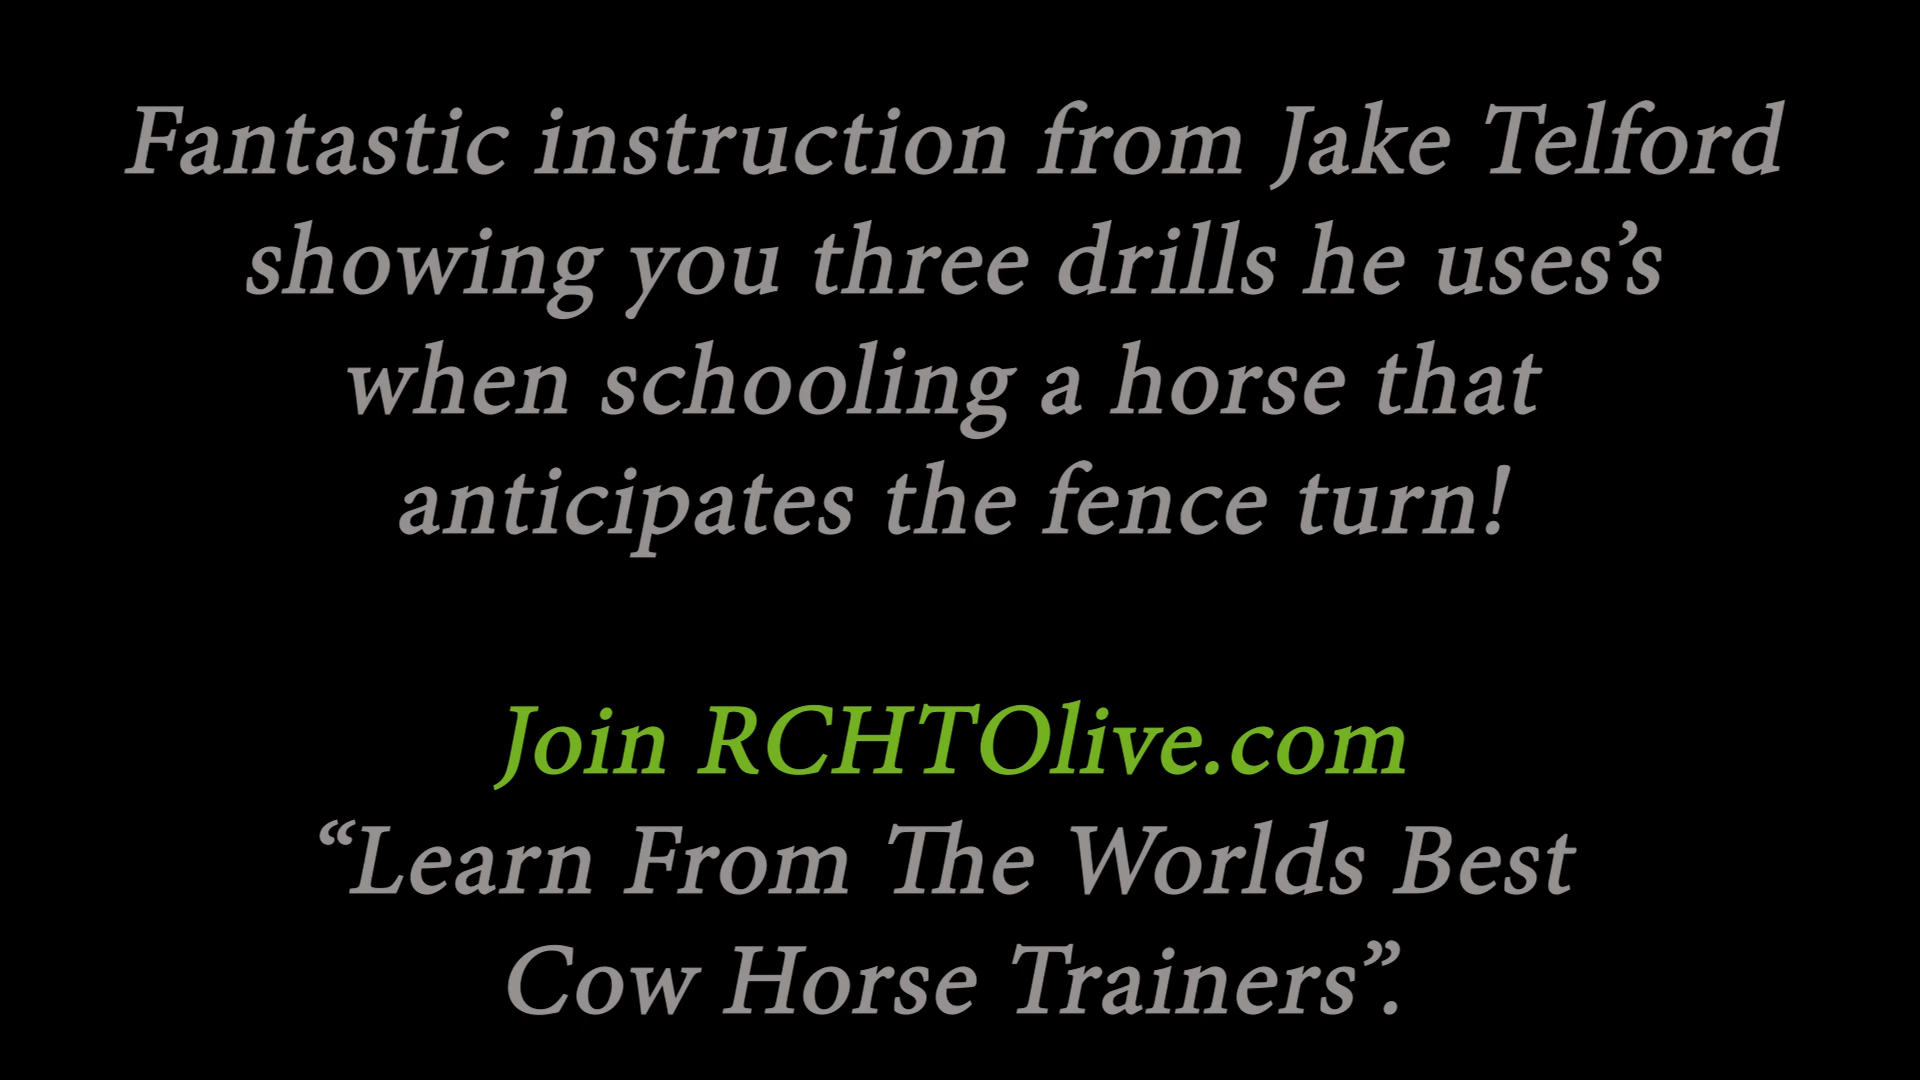 Fantastic instruction from Jake Telford
showing you three drills he uses’s
when schooling a horse that
anticipates the fence turn!
Join RCHTOlive.com
“Learn From The Worlds Best
Cow Horse Trainers”.